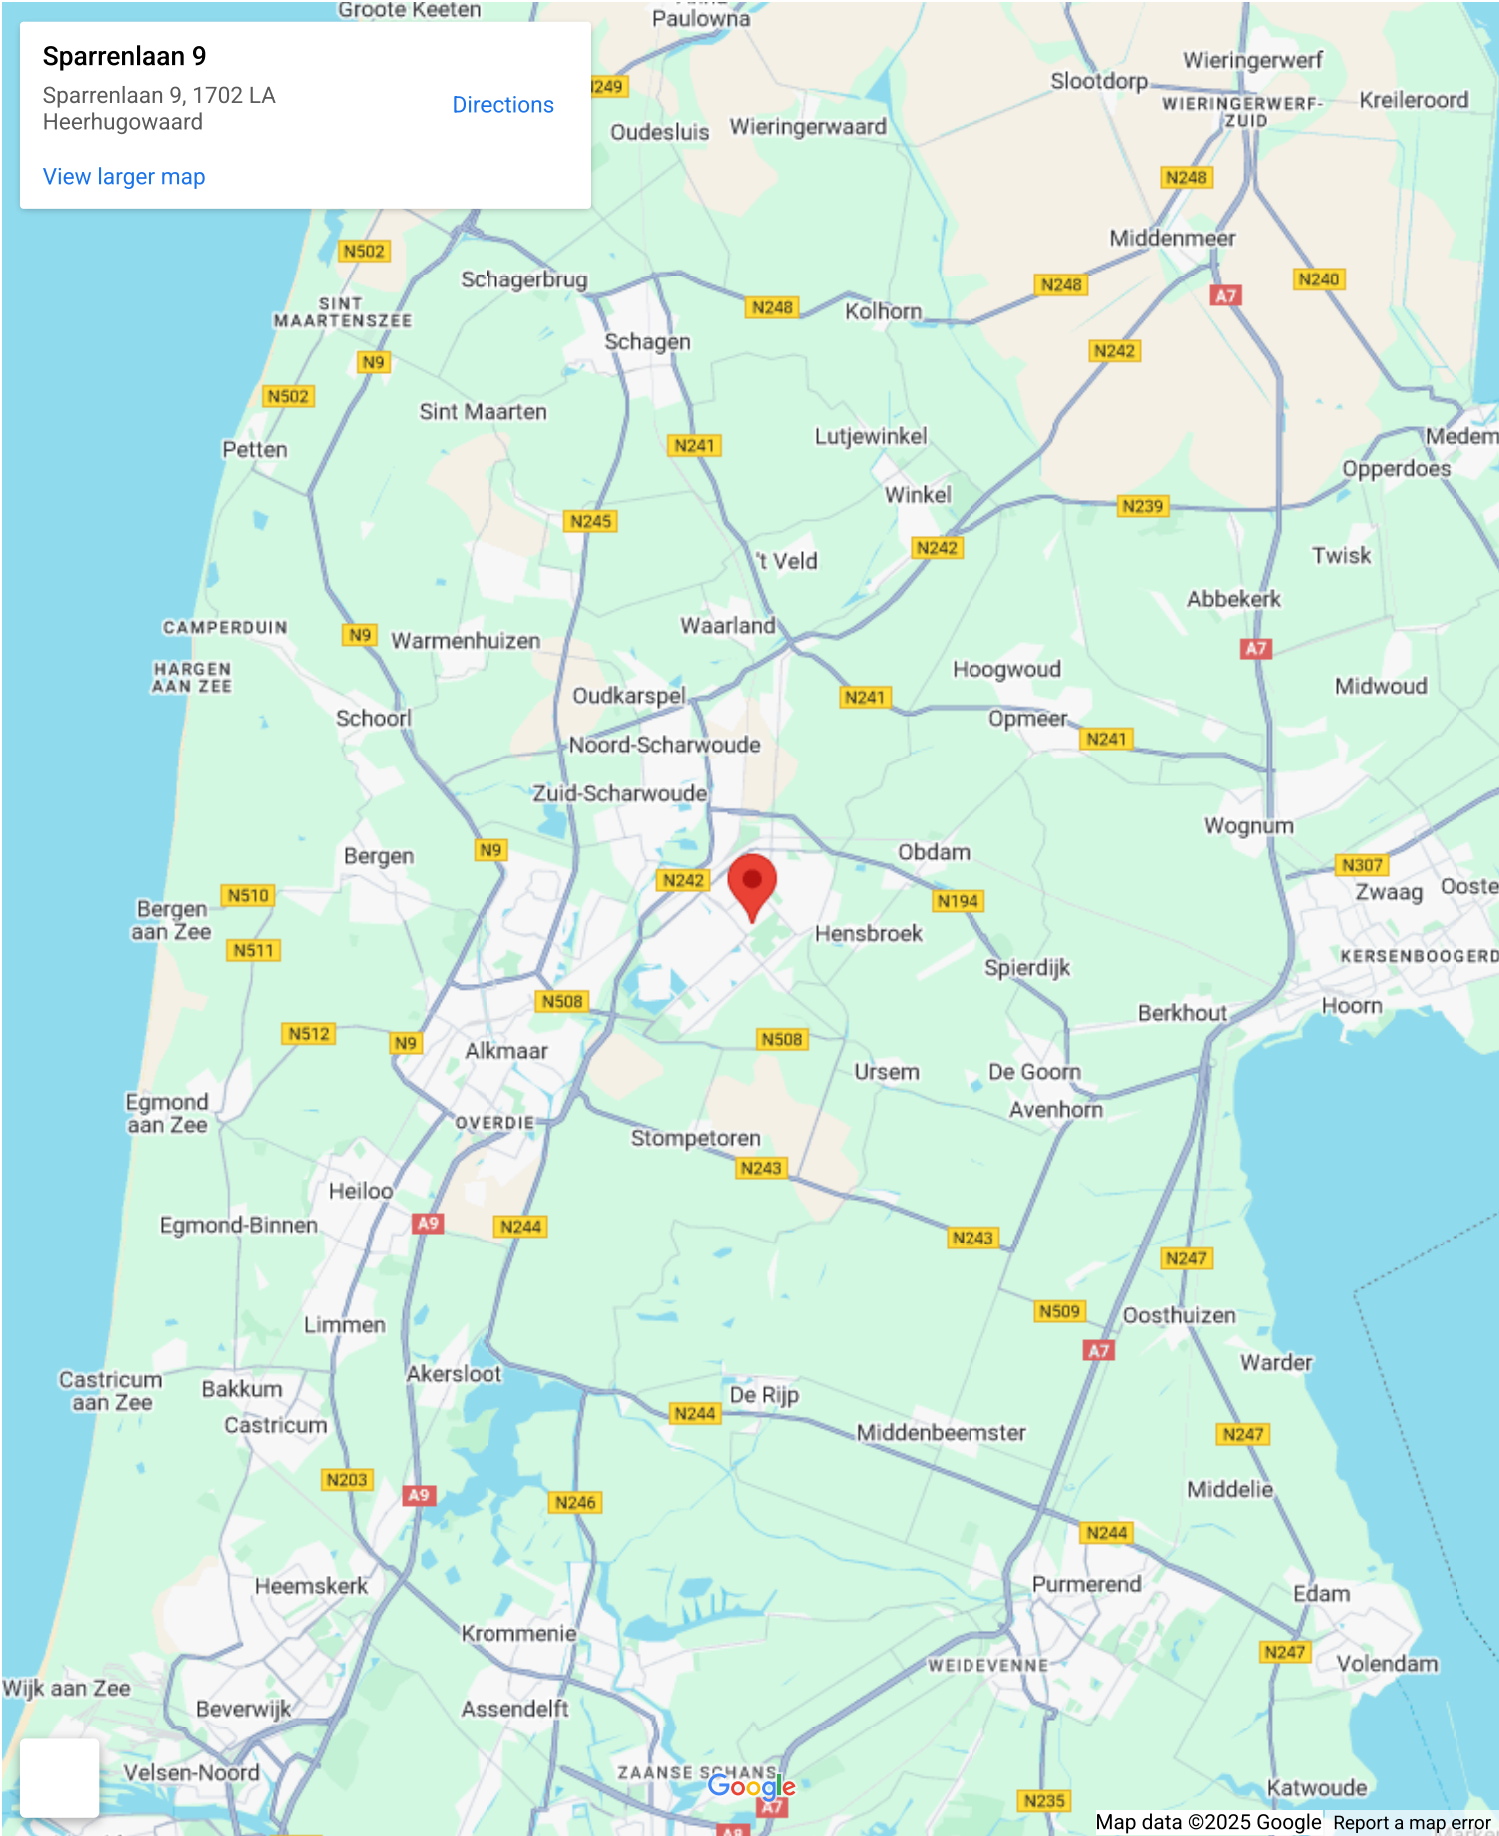 Groote Keeten
Paulowna
Sparrenlaan 9
Sparrenlaan 9, 1702 LA
Heerhugowaard
Directions
View larger map
N249
Wieringerwerf
Slootdorp
WIERINGERWERF-
ZUID
Kreileroord
Oudesluis
Wieringerwaard
N248
Middenmeer
N502
Schagerbrug
N248
N240
A7
SINT
MAARTENSZEE
N248
Kolhorn
Schagen
N242
N9
N502
Sint Maarten
Lutjewinkel
Medem
Petten
N241
Opperdoes
Winkel
N239
N245
N242
't Veld
Twisk
Abbekerk
CAMPERDUIN
N9
Warmenhuizen
Waarland
A7
HARGEN
AAN ZEE
Hoogwoud
Midwoud
Oudkarspel
N241
Schoorl
Opmeer
N241
Noord-Scharwoude
Zuid-Scharwoude
Wognum
N9
Bergen
Obdam
N307
N242
Zwaag
Ooste
N510
N194
Bergen
aan Zee
Hensbroek
N511
KERSENBOOGERD
Spierdijk
N508
Hoorn
Berkhout
N512
N9
N508
Alkmaar
Ursem
De Goorn
Egmond
aan Zee
Avenhorn
OVERDIE
Stompetoren
N243
Heiloo
Egmond-Binnen
A9
N244
N243
N247
N509
Oosthuizen
Limmen
A7
Warder
Akersloot
Castricum
aan Zee
Bakkum
De Rijp
N244
Castricum
Middenbeemster
N247
N203
A9
N246
Middelie
N244
Heemskerk
Purmerend
Edam
Krommenie
N247
WEIDEVENNE
Volendam
Wijk aan Zee
Beverwijk
Assendelft
Velsen-Noord
ZAANSE SCHANS
Google
Katwoude
A7
N235
Map data ©2025 Google
Report a map error
A8